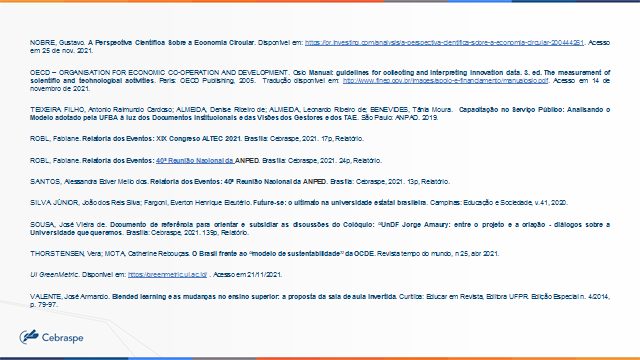 NOBRE, Gustavo. A Perspectiva Científica Sobre a Economia Circular. Disponível em: https://br.investing.com/analysis/a-perspectiva-cientifica-sobre-a-economia-circular-200444251. Acesso
em 25 de nov. 2021.
OECD – ORGANISATION FOR ECONOMIC CO-OPERATION AND DEVELOPMENT. Oslo Manual: guidelines for collecting and interpreting innovation data. 3. ed. The measurement of
scientific and technological activities. Paris: OECD Publishing, 2005. Tradução disponível em: http://www.finep.gov.br/images/apoio-e-financiamento/manualoslo.pdf. Acesso em 14 de
novembro de 2021.
TEIXEIRA FILHO, Antonio Raimundo Cardoso; ALMEIDA, Denise Ribeiro de; ALMEIDA, Leonardo Ribeiro de; BENEVIDES, Tânia Moura. Capacitação no Serviço Público: Analisando o
Modelo adotado pela UFBA à luz dos Documentos Institucionais e das Visões dos Gestores e dos TAE. São Paulo: ANPAD. 2019.
ROBL, Fabiane. Relatoria dos Eventos: XIX Congreso ALTEC 2021. Brasília: Cebraspe, 2021. 17p, Relatório.
ROBL, Fabiane. Relatoria dos Eventos: 40ª Reunião Nacional da ANPED. Brasília: Cebraspe, 2021. 24p, Relatório.
SANTOS, Alessandra Edver Mello dos. Relatoria dos Eventos: 40ª Reunião Nacional da ANPED. Brasília: Cebraspe, 2021. 13p, Relatório.
SILVA JÚNIOR, João dos Reis Silva; Fargoni, Everton Henrique Eleutério. Future-se: o ultimato na universidade estatal brasileira. Campinas: Educação e Sociedade, v.41, 2020.
SOUSA, José Vieira de. Documento de referência para orientar e subsidiar as discussões do Colóquio: "UnDF Jorge Amaury: entre o projeto e a criação - diálogos sobre a
Universidade que queremos. Brasília: Cebraspe, 2021. 139p, Relatório.
THORSTENSEN, Vera; MOTA, Catherine Rebouças. O Brasil frente ao "modelo de sustentabilidade" da OCDE. Revista tempo do mundo, n 25, abr 2021.
UI GreenMetric. Disponível em: https://greenmetric.ui.ac.id/ . Acesso em 21/11/2021.
VALENTE, José Armando. Blended learning e as mudanças no ensino superior: a proposta da sala de aula invertida. Curitiba: Educar em Revista, Editora UFPR. Edição Especial n. 4/2014,
p. 79-97.
Cebraspe